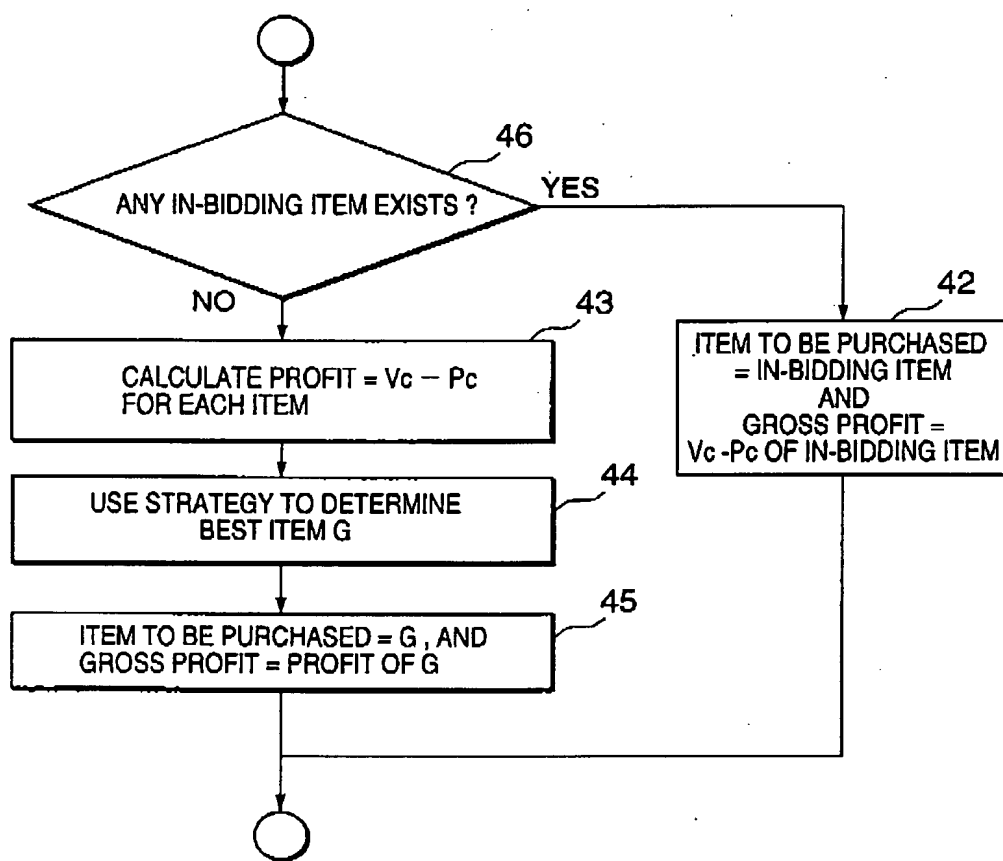 46
ANY IN-BIDDING ITEM EXISTS ?
YES
NO
43
CALCULATE PROFIT = Vc − Pc
FOR EACH ITEM
42
ITEM TO BE PURCHASED
= IN-BIDDING ITEM
AND
GROSS PROFIT =
Vc -Pc OF IN-BIDDING ITEM
44
USE STRATEGY TO DETERMINE
BEST ITEM G
45
ITEM TO BE PURCHASED = G , AND
GROSS PROFIT = PROFIT OF G